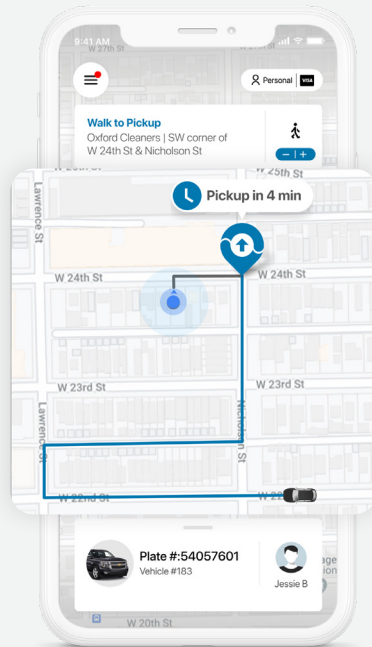 9:41 AM
W 27th St
Personal | VISA
Walk to Pickup
Oxford Cleaners | SW corner of
W 24th St & Nicholson St
− | +
W 25th St
Pickup in 4 min
Lawrence St
W 24th St
W 24th St
W 23rd St
W 23rd St
Lawrence St
Nicholson St
W 22nd St
W 22
Plate #:54057601
Vehicle #183
Jessie B
W 20th St